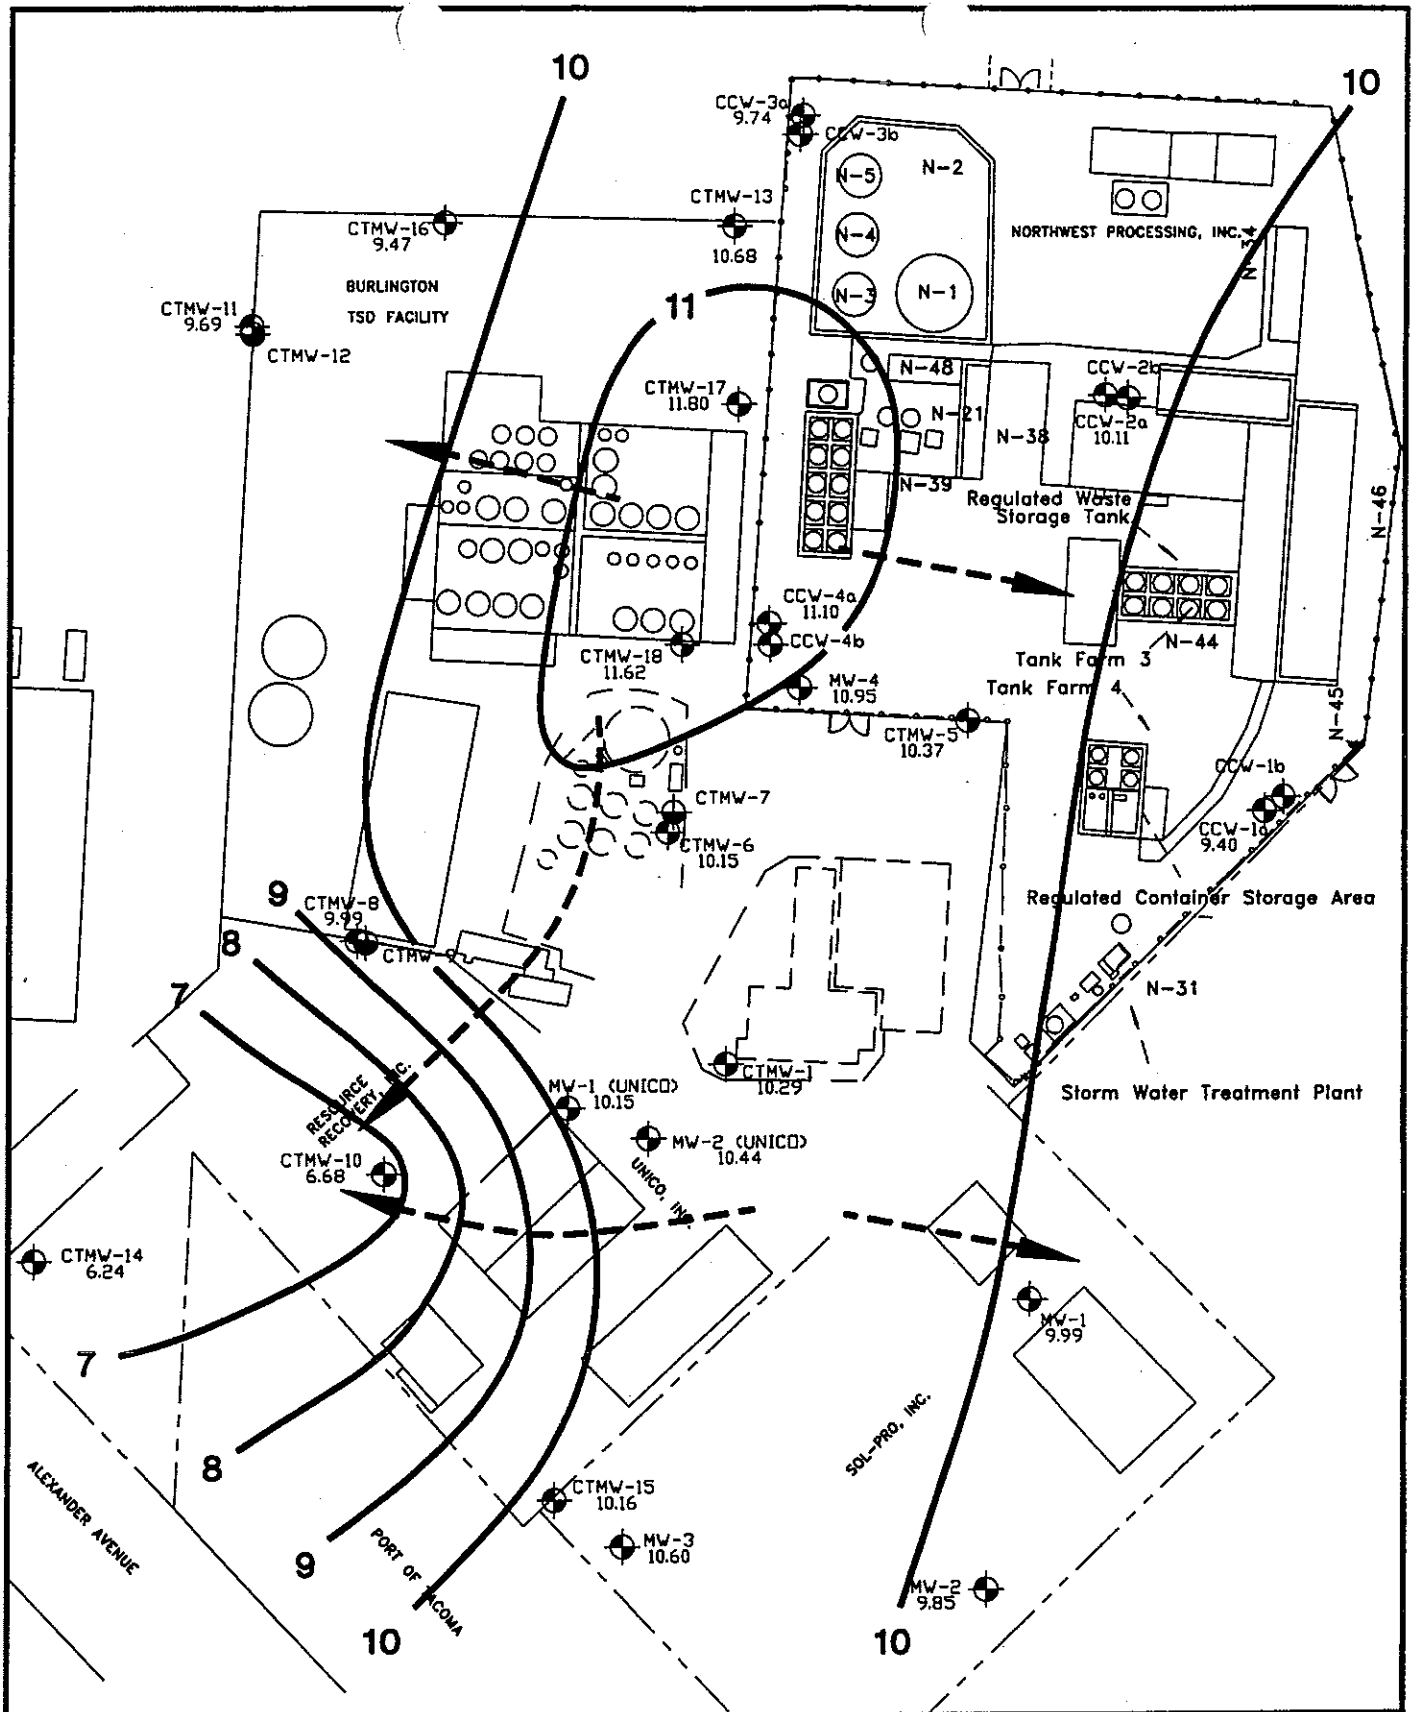 10
10
CCW-3a
9.74
CCW-3b
N-5
N-2
CTMW-13
10.68
CTMW-16
9.47
N-4
NORTHWEST PROCESSING, INC.
N-34
BURLINGTON
TSD FACILITY
N-3
N-1
11
CTMW-11
9.69
CTMW-12
N-48
CCW-2b
CTMW-17
11.80
N-21
CCW-2a
10.11
N-38
N-39
Regulated Waste
Storage Tank
N-46
CCW-4a
11.10
CCW-4b
N-44
CTMW-18
11.62
Tank Farm 3
Tank Farm 4
MW-4
10.95
N-45
CTMW-5
10.37
CCW-1b
CTMW-7
CCW-1a
9.40
CTMW-6
10.15
9
CTMW-8
9.99
Regulated Container Storage Area
8
CTMW-9
7
N-31
RESOURCE
RECOVERY, INC.
CTMW-1
10.29
MW-1 (UNICO)
10.15
Storm Water Treatment Plant
MW-2 (UNICO)
10.44
CTMW-10
6.68
UNICO, INC.
CTMW-14
6.24
MW-1
9.99
7
SOL-PRO, INC.
8
ALEXANDER AVENUE
CTMW-15
10.16
PORT OF TACOMA
MW-3
10.60
9
MW-2
9.85
10
10